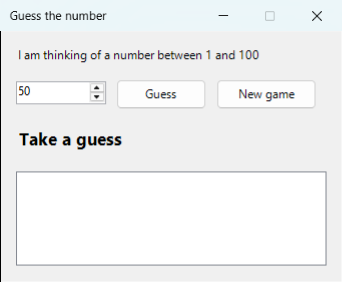 Guess the number
I am thinking of a number between 1 and 100
50
Guess
New game
Take a guess